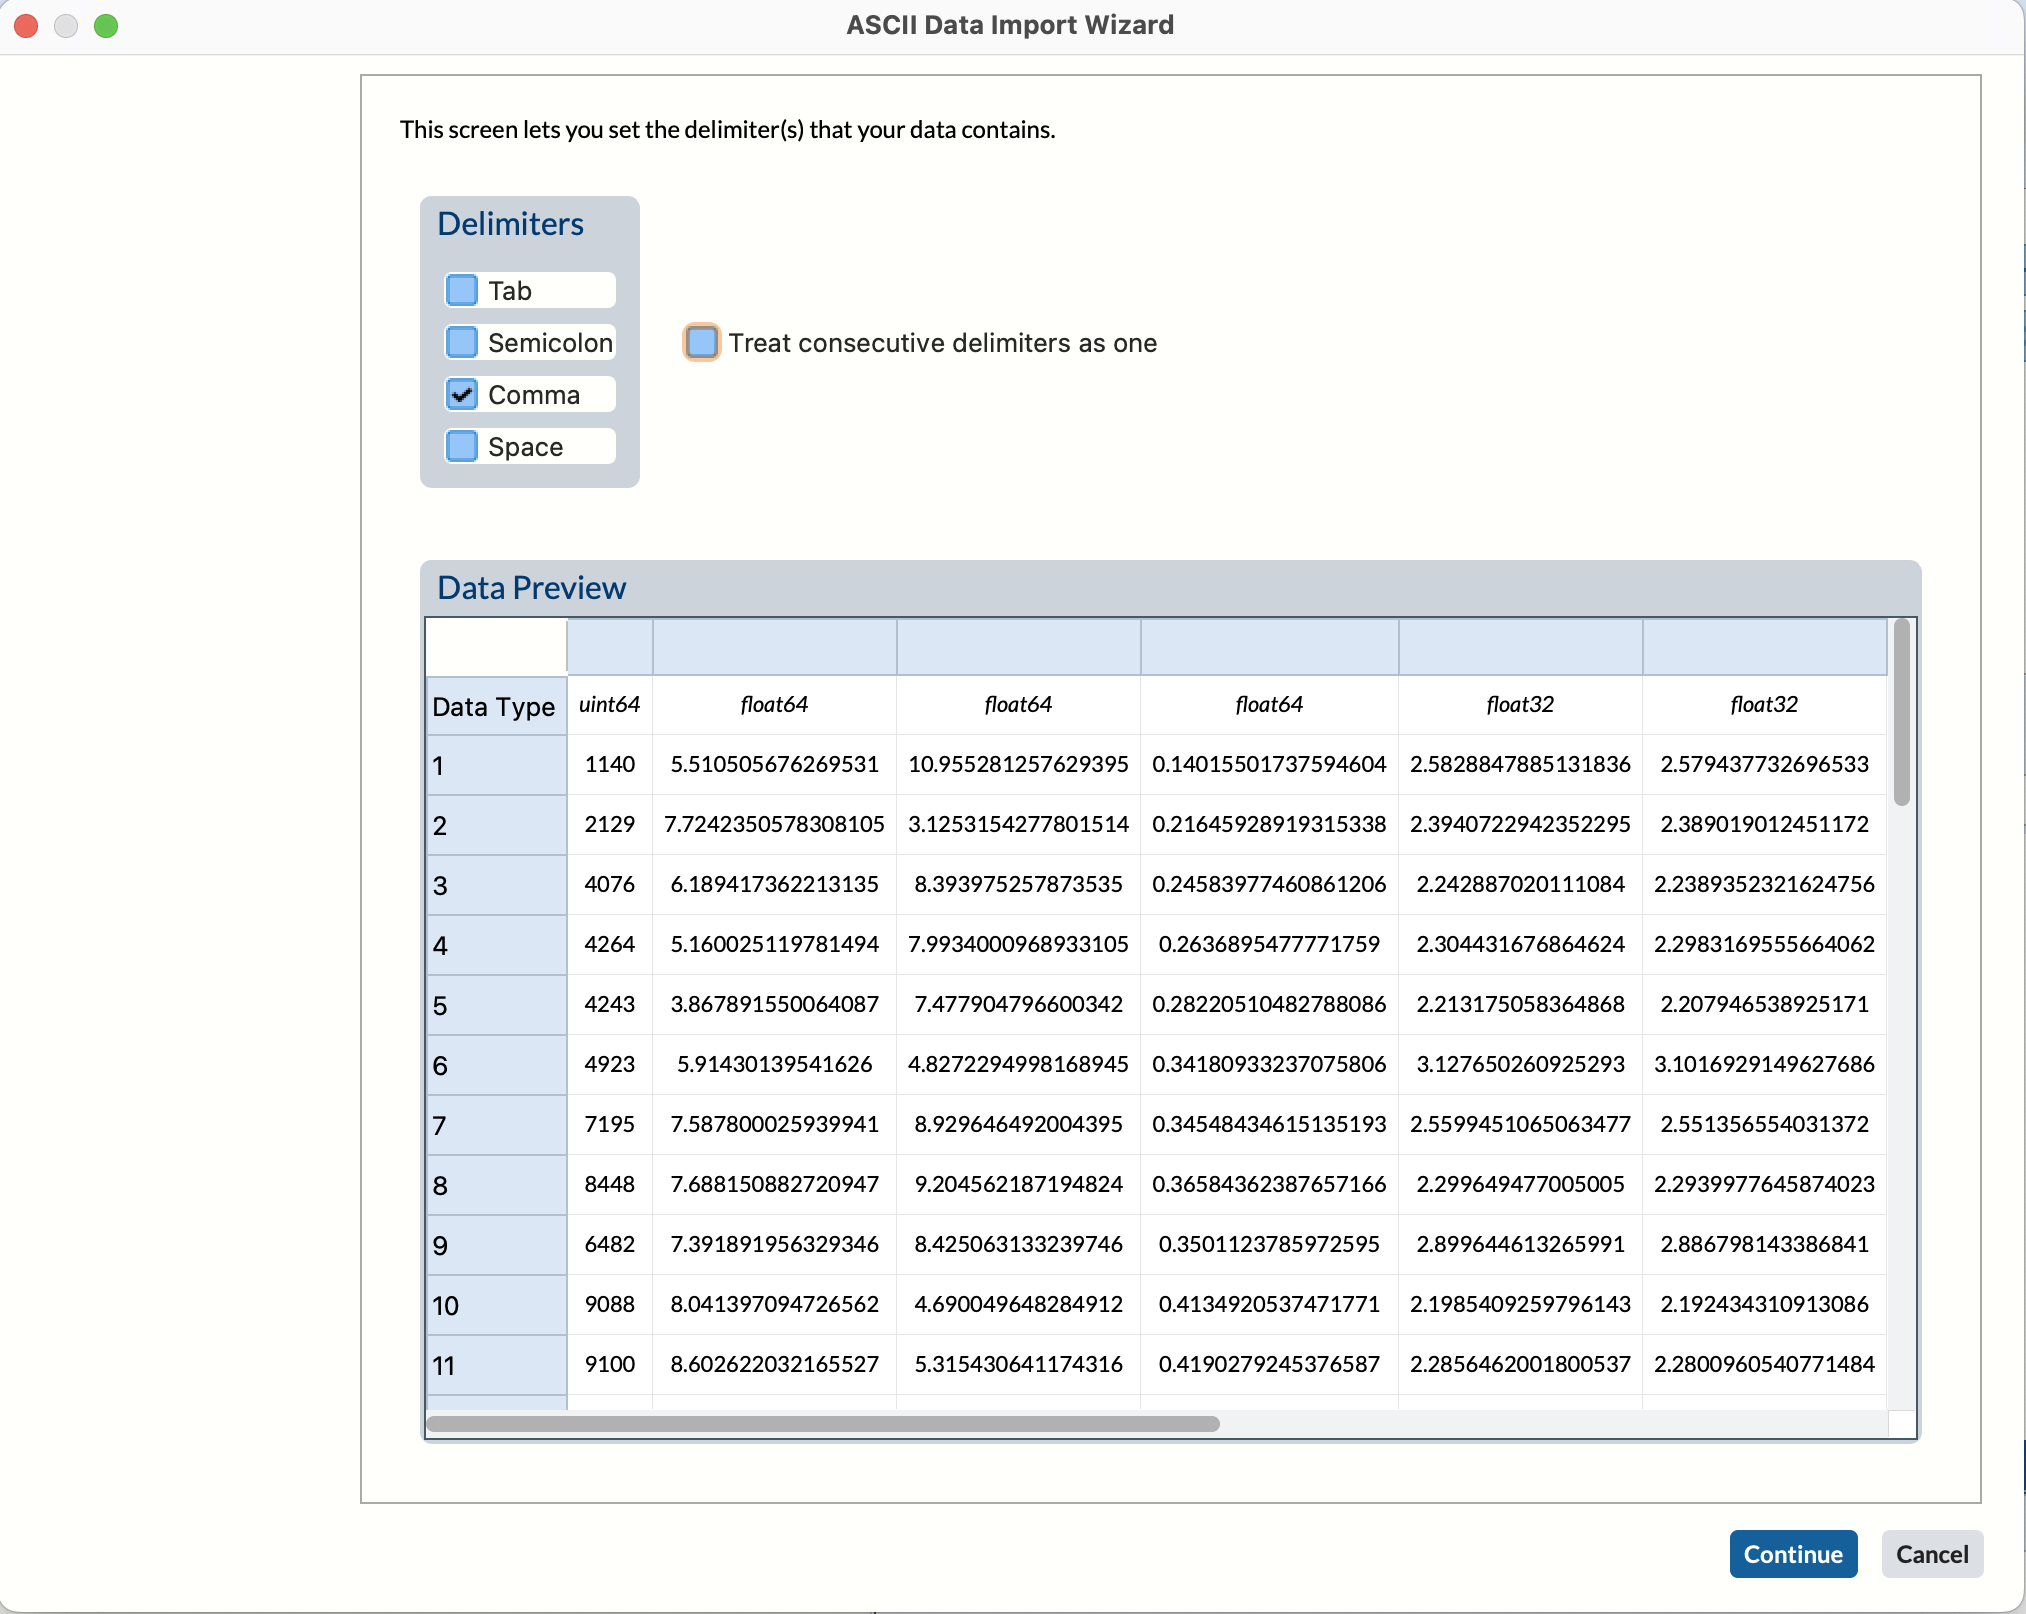 ASCII Data Import Wizard
This screen lets you set the delimiter(s) that your data contains.
Delimiters
Tab
Semicolon
Treat consecutive delimiters as one
Comma
Space
Data Preview
Data Type uint64 float64 float64 float64 float32 float32
1 1140 5.510505676269531 10.955281257629395 0.14015501737594604 2.5828847885131836 2.579437732696533
2 2129 7.7242350578308105 3.1253154277801514 0.21645928919315338 2.3940722942352295 2.389019012451172
3 4076 6.189417362213135 8.393975257873535 0.24583977460861206 2.242887020111084 2.2389352321624756
4 4264 5.160025119781494 7.9934000968933105 0.2636895477771759 2.304431676864624 2.2983169555664062
5 4243 3.867891550064087 7.477904796600342 0.28220510482788086 2.213175058364868 2.207946538925171
6 4923 5.91430139541626 4.8272294998168945 0.34180933237075806 3.127650260925293 3.1016929149627686
7 7195 7.587800025939941 8.929646492004395 0.34548434615135193 2.5599451065063477 2.551356554031372
8 8448 7.688150882720947 9.204562187194824 0.36584362387657166 2.299649477005005 2.2939977645874023
9 6482 7.391891956329346 8.425063133239746 0.3501123785972595 2.899644613265991 2.886798143386841
10 9088 8.041397094726562 4.690049648284912 0.4134920537471771 2.1985409259796143 2.192434310913086
11 9100 8.602622032165527 5.315430641174316 0.4190279245376587 2.2856462001800537 2.2800960540771484
Continue Cancel